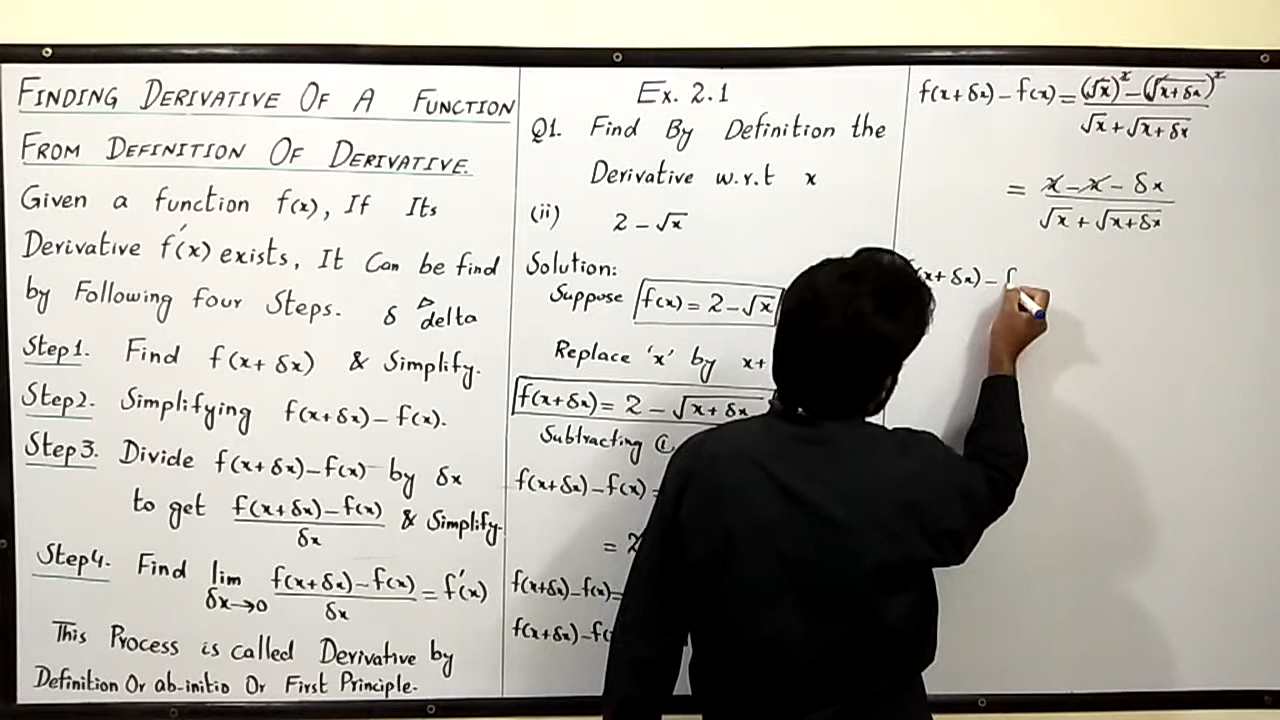 FINDING DERIVATIVE OF A FUNCTION
FROM DEFINITION OF DERIVATIVE.
Given a function f(x), If Its
Derivative f'(x) exists, It Can be find
by Following four Steps. δ ▷ delta
Step1. Find f(x+δx) & Simplify.
Step2. Simplifying f(x+δx)-f(x).
Step3. Divide f(x+δx)-f(x) by δx
to get f(x+δx)-f(x)/δx & Simplify.
Step4. Find lim δx→0 f(x+δx)-f(x)/δx = f'(x)
This Process is called Derivative by
Definition Or ab-initio Or First Principle.
Ex. 2.1
Q1. Find By Definition the
Derivative w.r.t x
(ii) 2-√x
Solution:
Suppose f(x) = 2-√x
Replace 'x' by x+
f(x+δx) = 2-√x+δx
Subtracting (i)
f(x+δx)-f(x) =
= 2
f(x+δx)-f(x) =
f(x+δx)-f(
f(x+δx)-f(x) = (√x)²-(√x+δx)²/√x+√x+δx
= x-x-δx/√x+√x+δx
(x+δx)-f